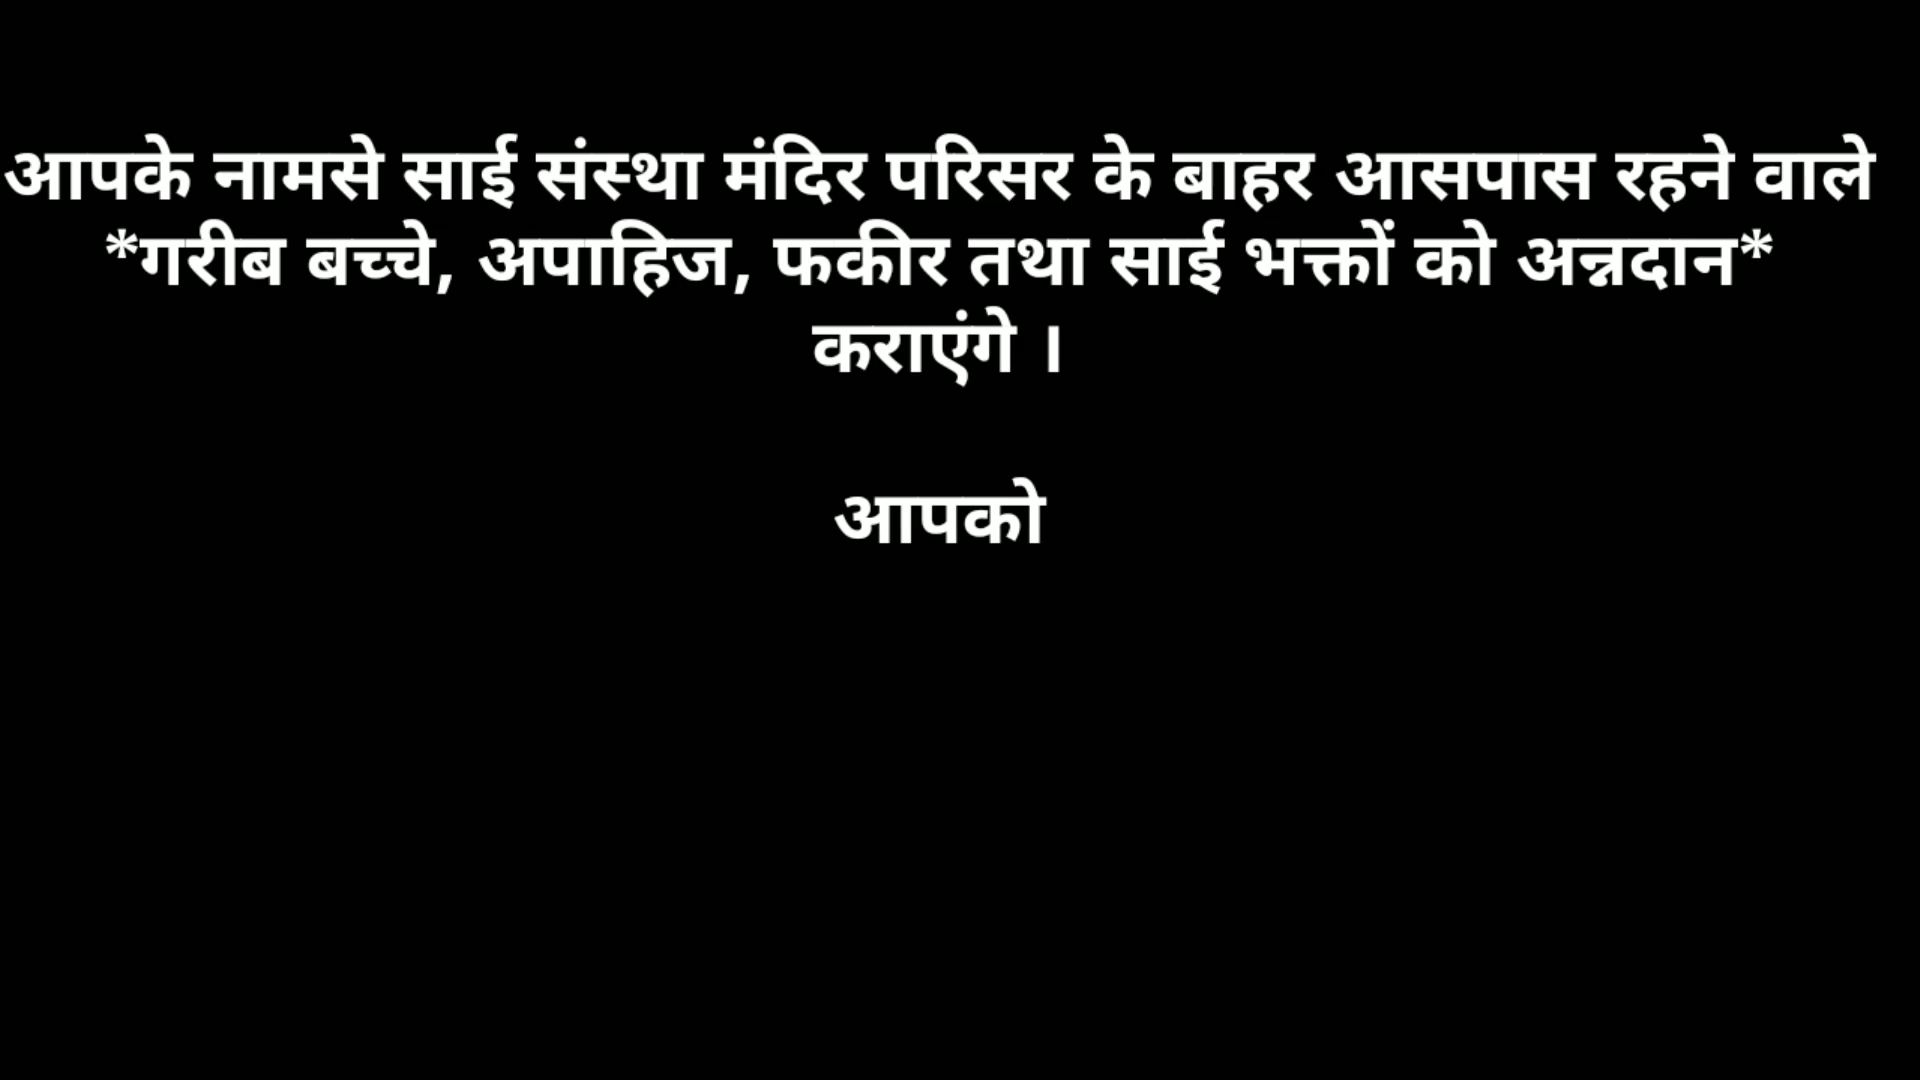 आपके नामसे साई संस्था मंदिर परिसर के बाहर आसपास रहने वाले
*गरीब बच्चे, अपाहिज, फकीर तथा साई भक्तों को अन्नदान*
कराएंगे ।
आपको